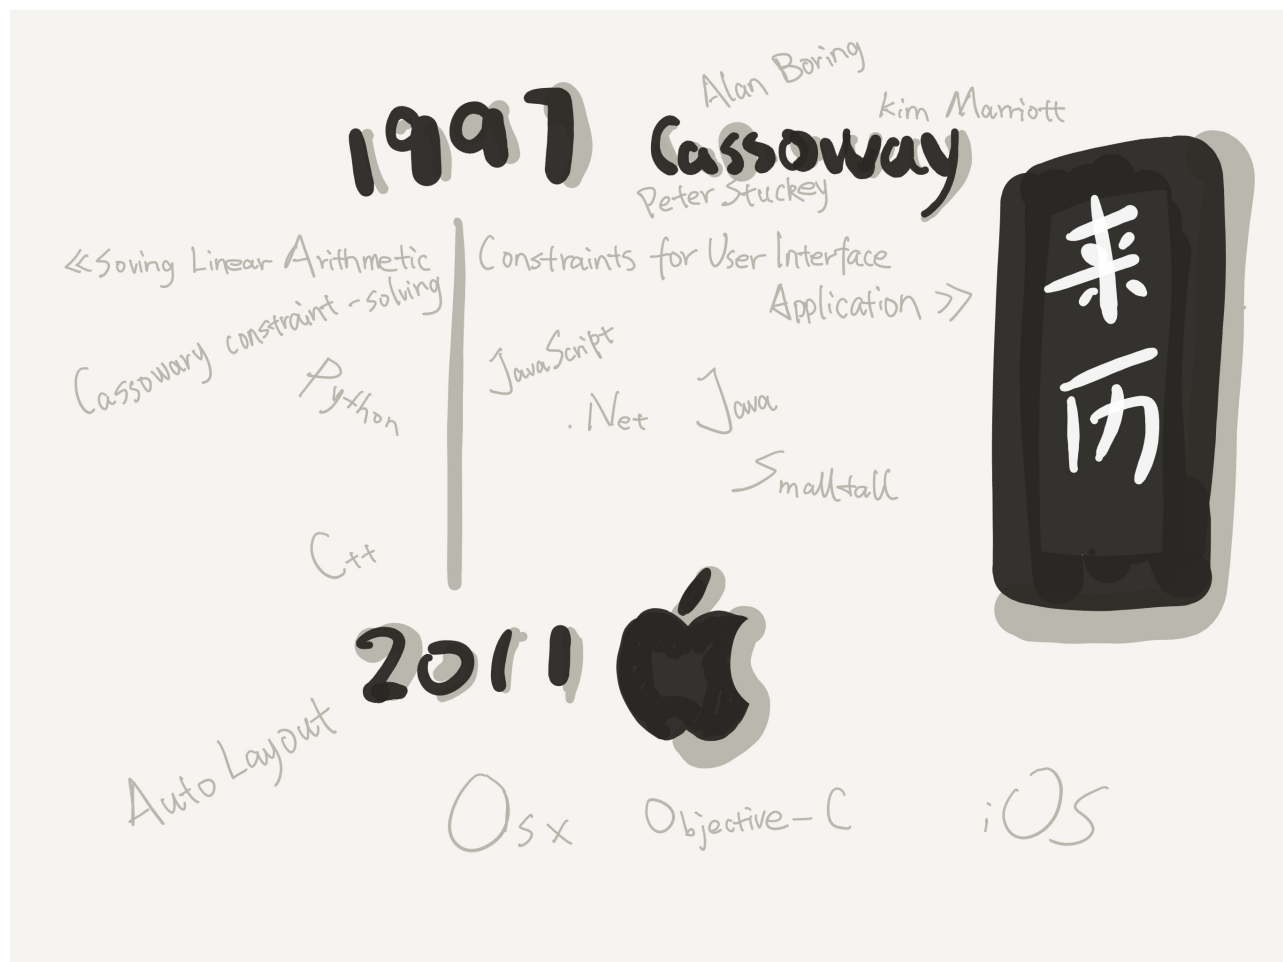 Alan Boring
Kim Marriott
1997 Cassoway
Peter Stuckey
来历
《Soving Linear Arithmetic Constraints for User Interface
Application》
Cassowary constraint-solving
Python
JavaScript
.Net
Java
Smalltall
C++
2011
Auto Layout
Osx
Objective-C
iOS